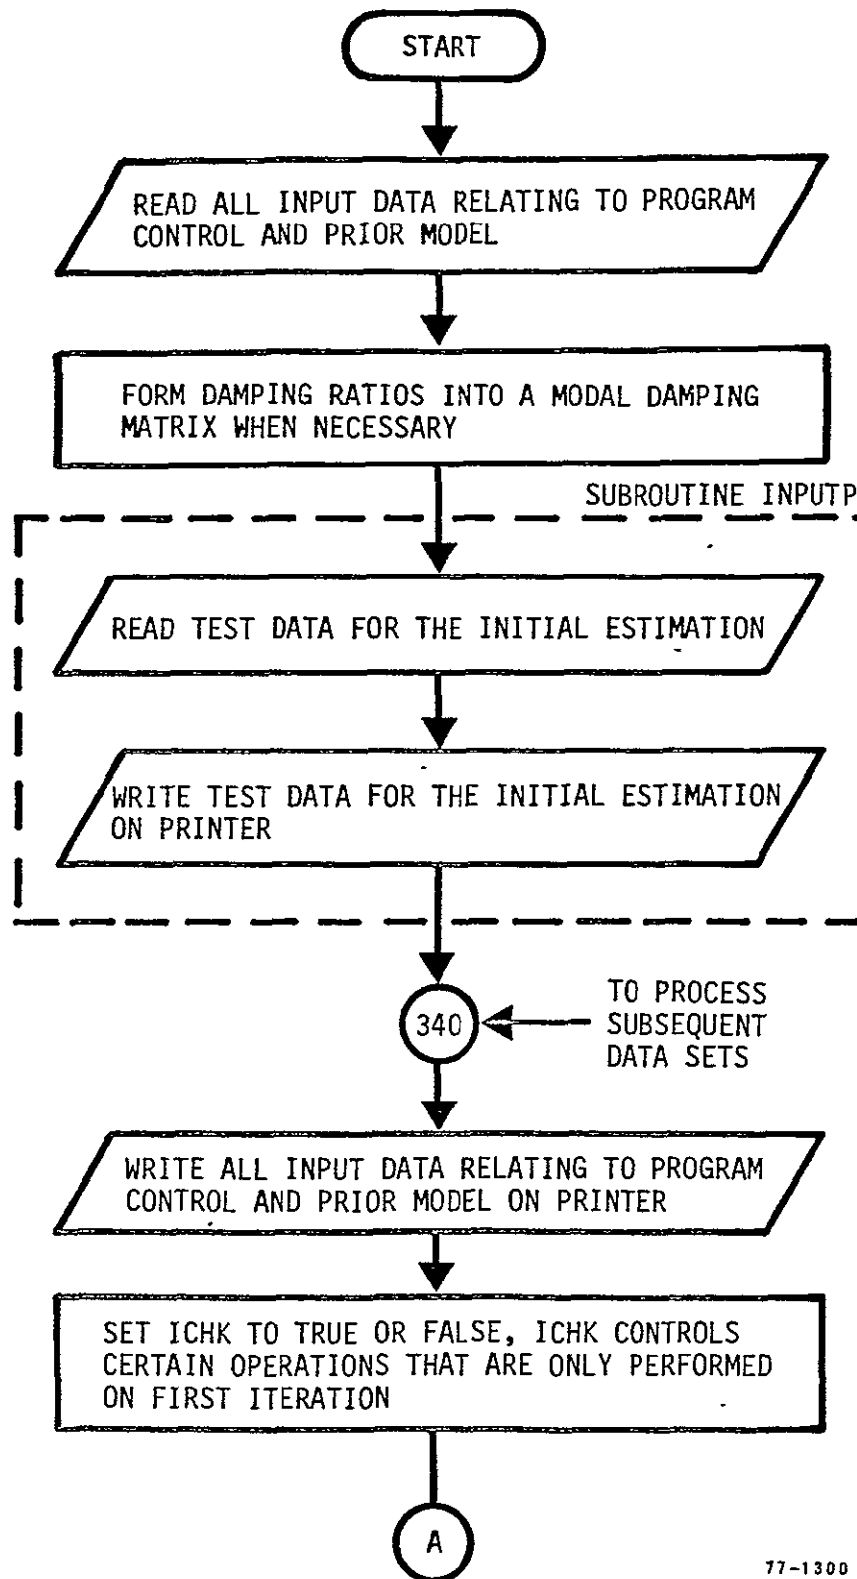 START
READ ALL INPUT DATA RELATING TO PROGRAM
CONTROL AND PRIOR MODEL
FORM DAMPING RATIOS INTO A MODAL DAMPING
MATRIX WHEN NECESSARY
SUBROUTINE INPUTP
READ TEST DATA FOR THE INITIAL ESTIMATION
WRITE TEST DATA FOR THE INITIAL ESTIMATION
ON PRINTER
340
TO PROCESS
SUBSEQUENT
DATA SETS
WRITE ALL INPUT DATA RELATING TO PROGRAM
CONTROL AND PRIOR MODEL ON PRINTER
SET ICHK TO TRUE OR FALSE, ICHK CONTROLS
CERTAIN OPERATIONS THAT ARE ONLY PERFORMED
ON FIRST ITERATION
A
77-1300